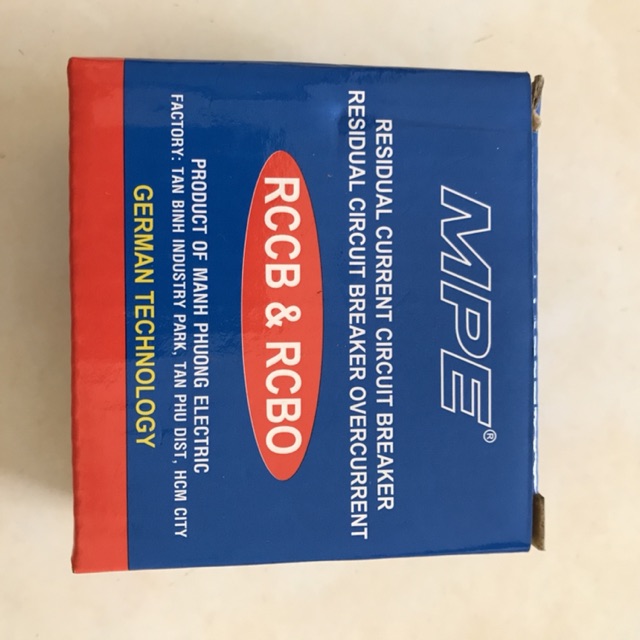 MPE®
RESIDUAL CURRENT CIRCUIT BREAKER
RESIDUAL CIRCUIT BREAKER OVERCURRENT
RCCB & RCBO
PRODUCT OF MANH PHUONG ELECTRIC
FACTORY: TAN BINH INDUSTRY PARK, TAN PHU DIST, HCM CITY
GERMAN TECHNOLOGY